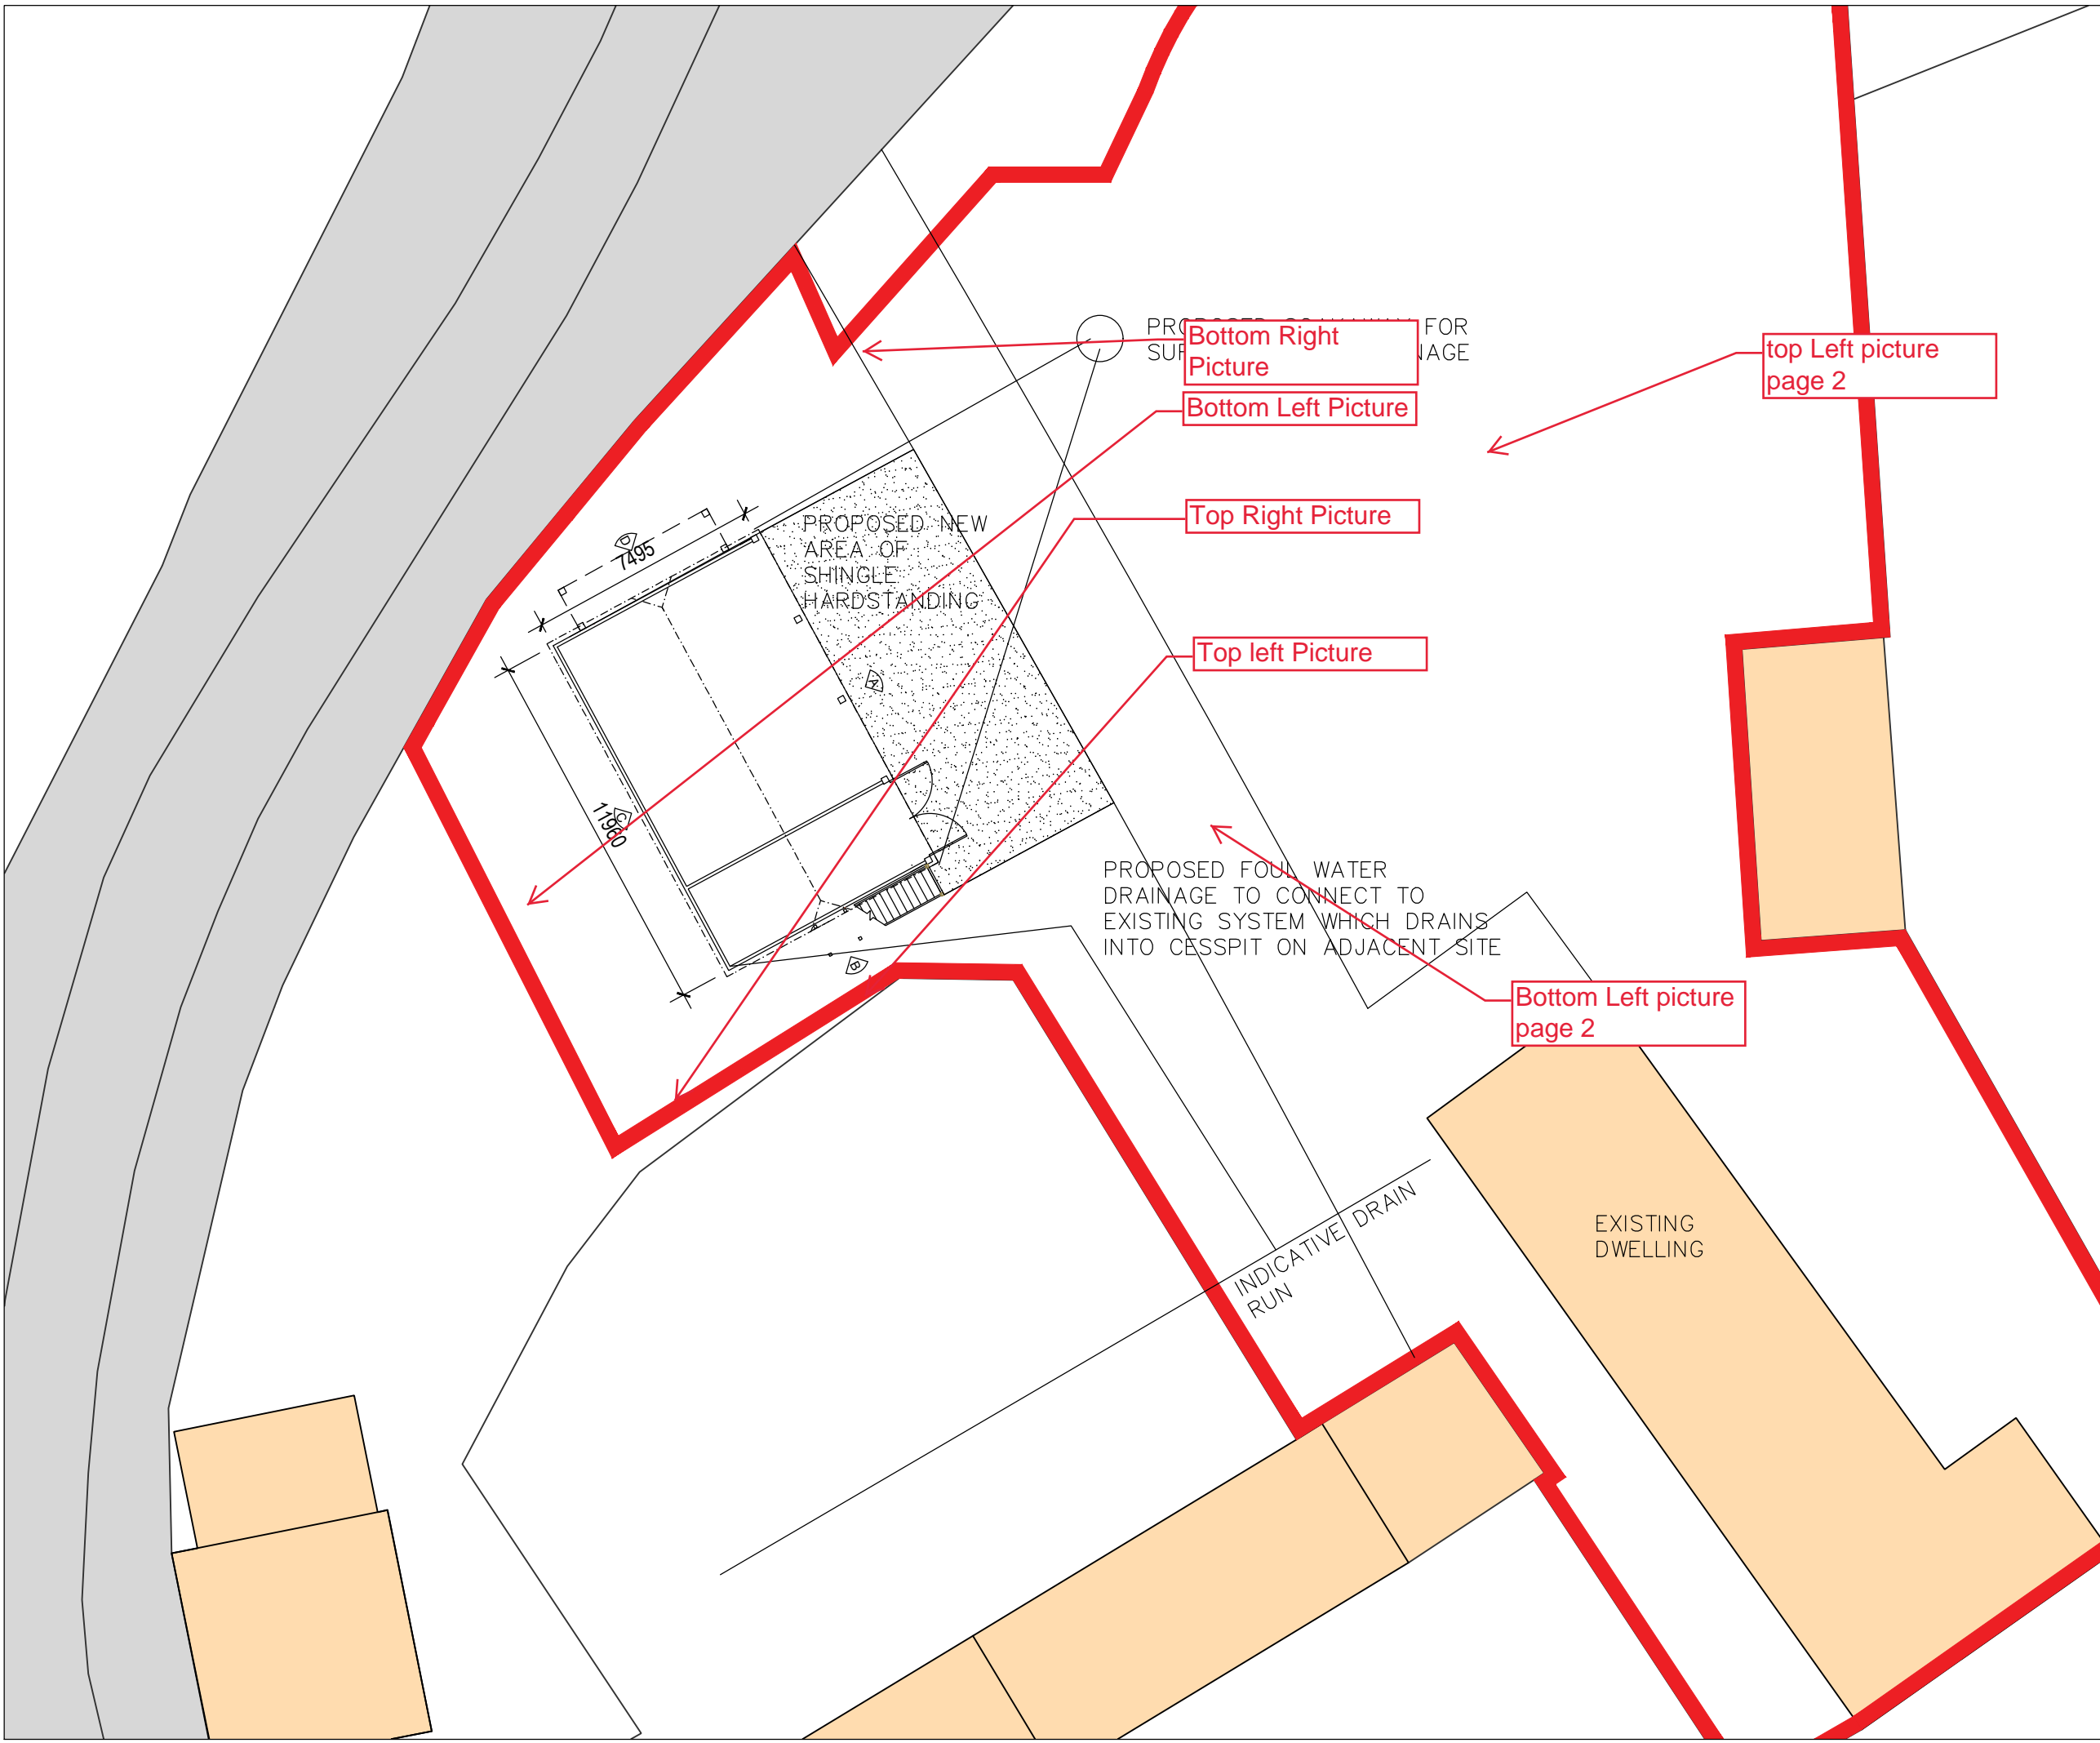 PROPOSED FOR
Bottom Right
Picture
NAGE
top Left picture
page 2
Bottom Left Picture
Top Right Picture
PROPOSED NEW
AREA OF
SHINGLE
HARDSTANDING
D
7495
A
Top left Picture
C
11960
B
PROPOSED FOUL WATER
DRAINAGE TO CONNECT TO
EXISTING SYSTEM WHICH DRAINS
INTO CESSPIT ON ADJACENT SITE
Bottom Left picture
page 2
INDICATIVE DRAIN
RUN
EXISTING
DWELLING